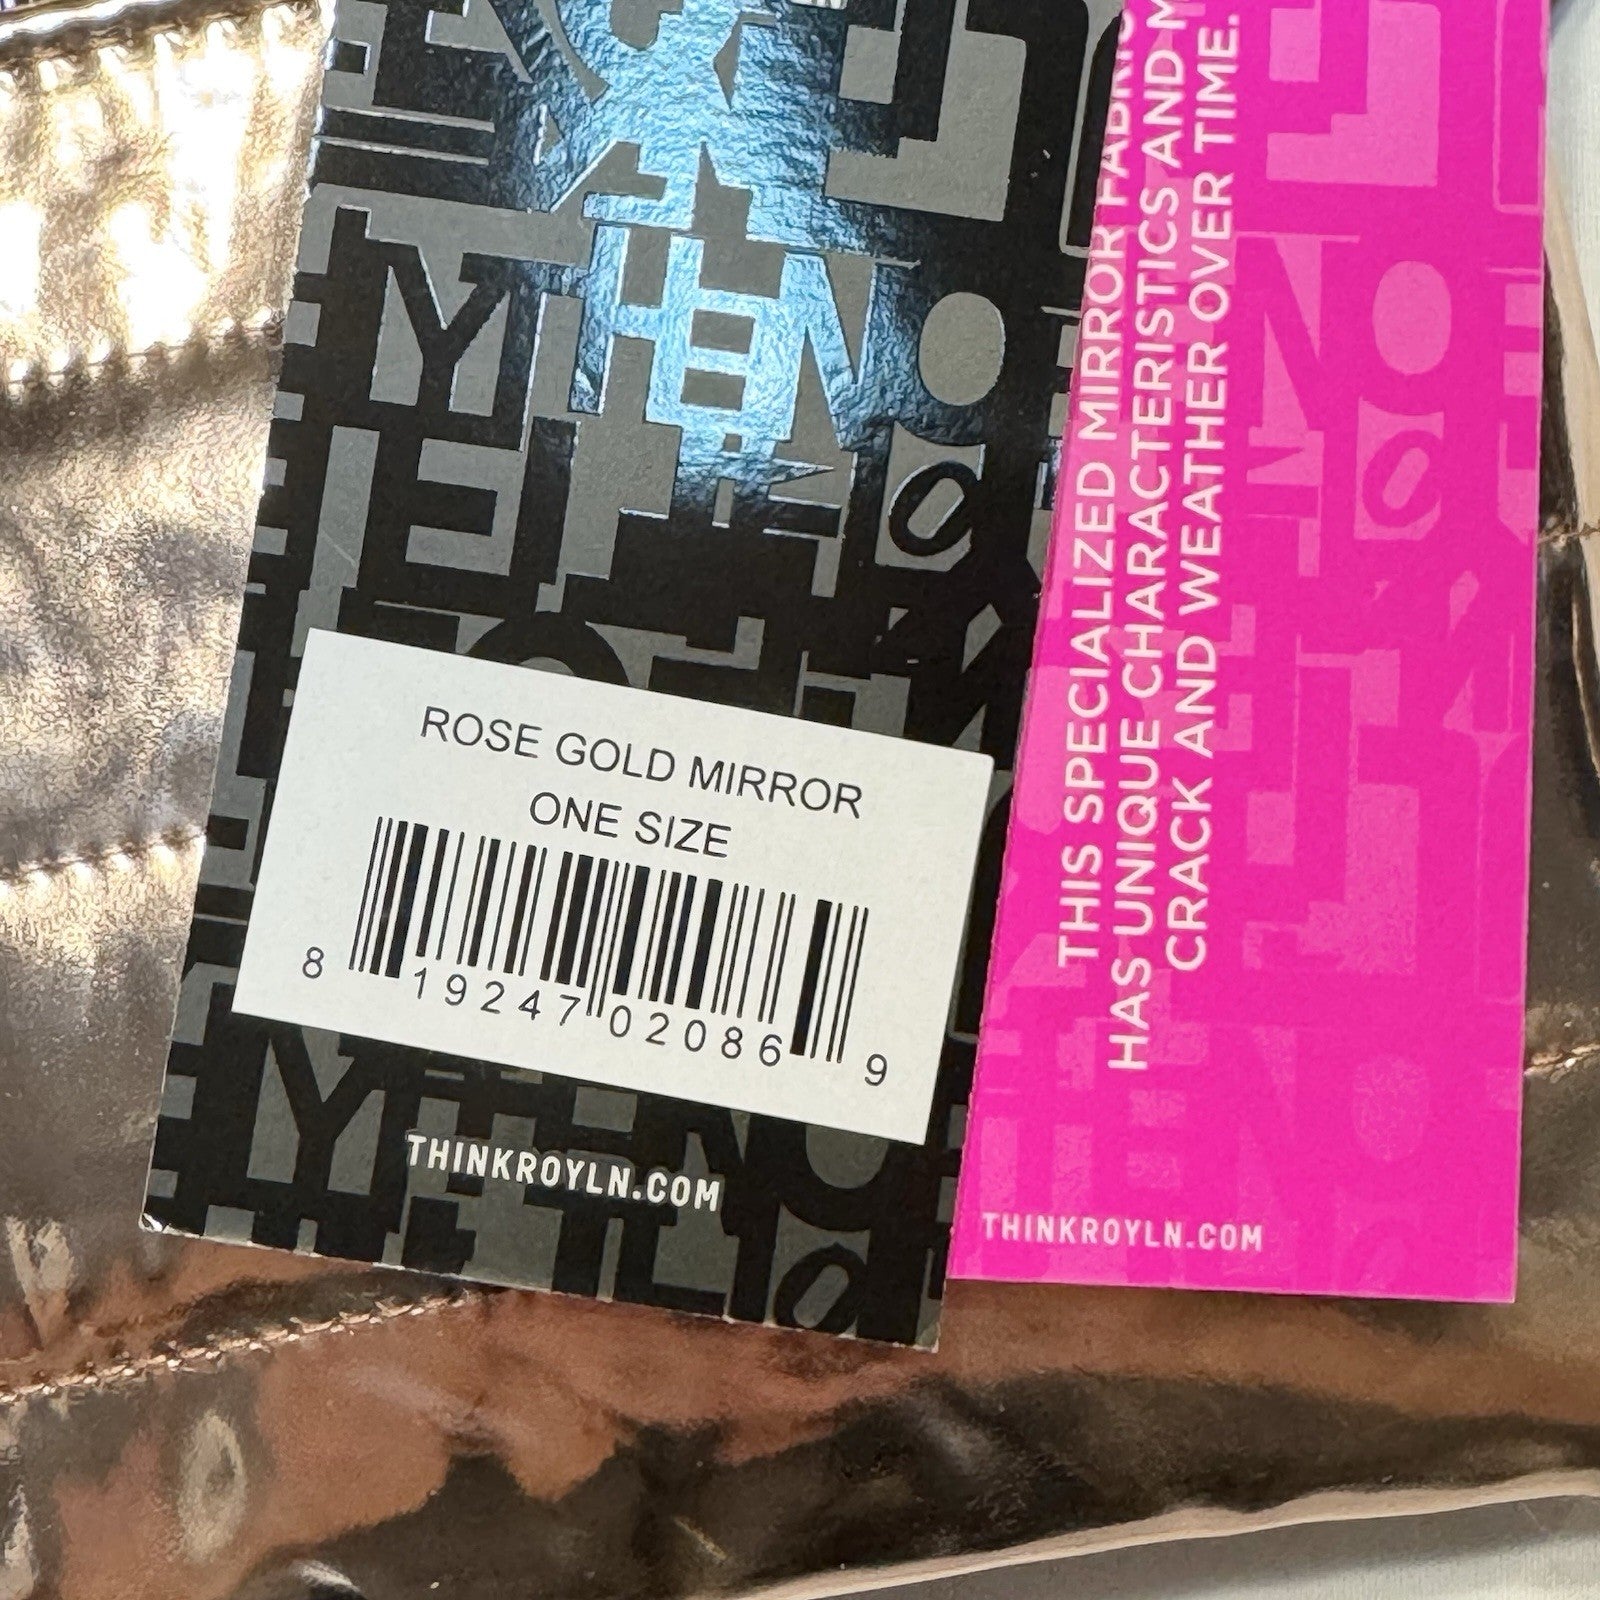 ROSE GOLD MIRROR
ONE SIZE
8 19247 02086 9
THINKROYLN.COM
THIS SPECIALIZED MIRROR FABRIC
HAS UNIQUE CHARACTERISTICS AND
CRACK AND WEATHER OVER TIME.
THINKROYLN.COM